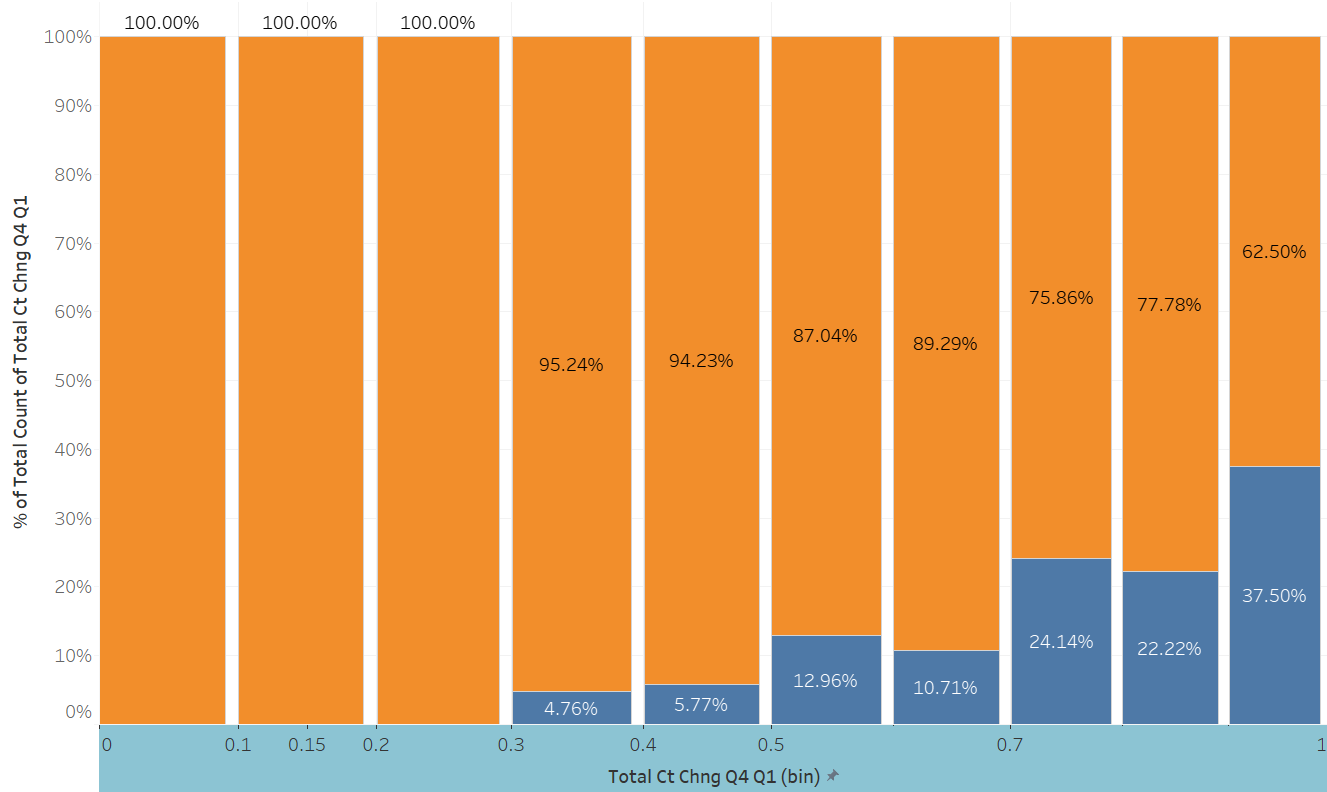 100.00% 100.00% 100.00%
100%
90%
80%
70%
60%
50%
40%
30%
20%
10%
0%
% of Total Count of Total Ct Chng Q4 Q1
95.24% 94.23% 87.04% 89.29% 75.86% 77.78% 62.50%
4.76% 5.77% 12.96% 10.71% 24.14% 22.22% 37.50%
0 0.1 0.15 0.2 0.3 0.4 0.5 0.7 1
Total Ct Chng Q4 Q1 (bin)